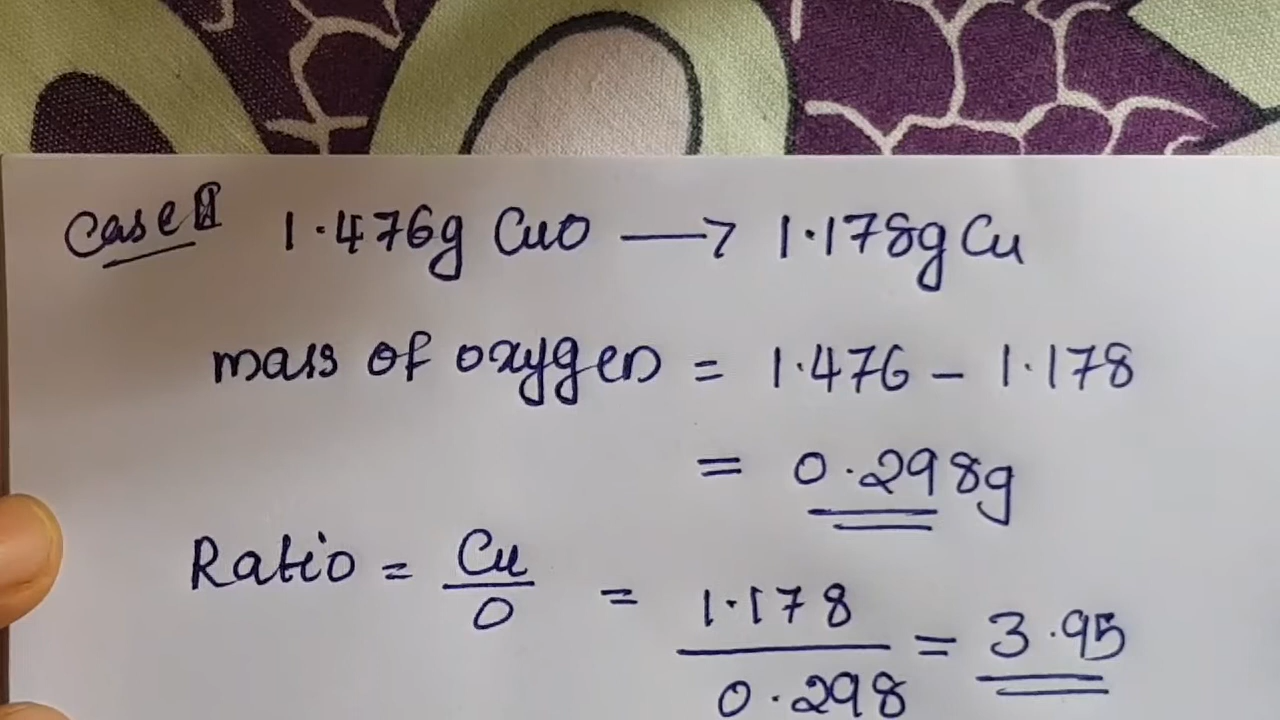 Case 1 1.476g CuO → 1.178g Cu
mass of oxygen = 1.476 - 1.178
= 0.298g
Ratio = Cu/O = 1.178/0.298 = 3.95